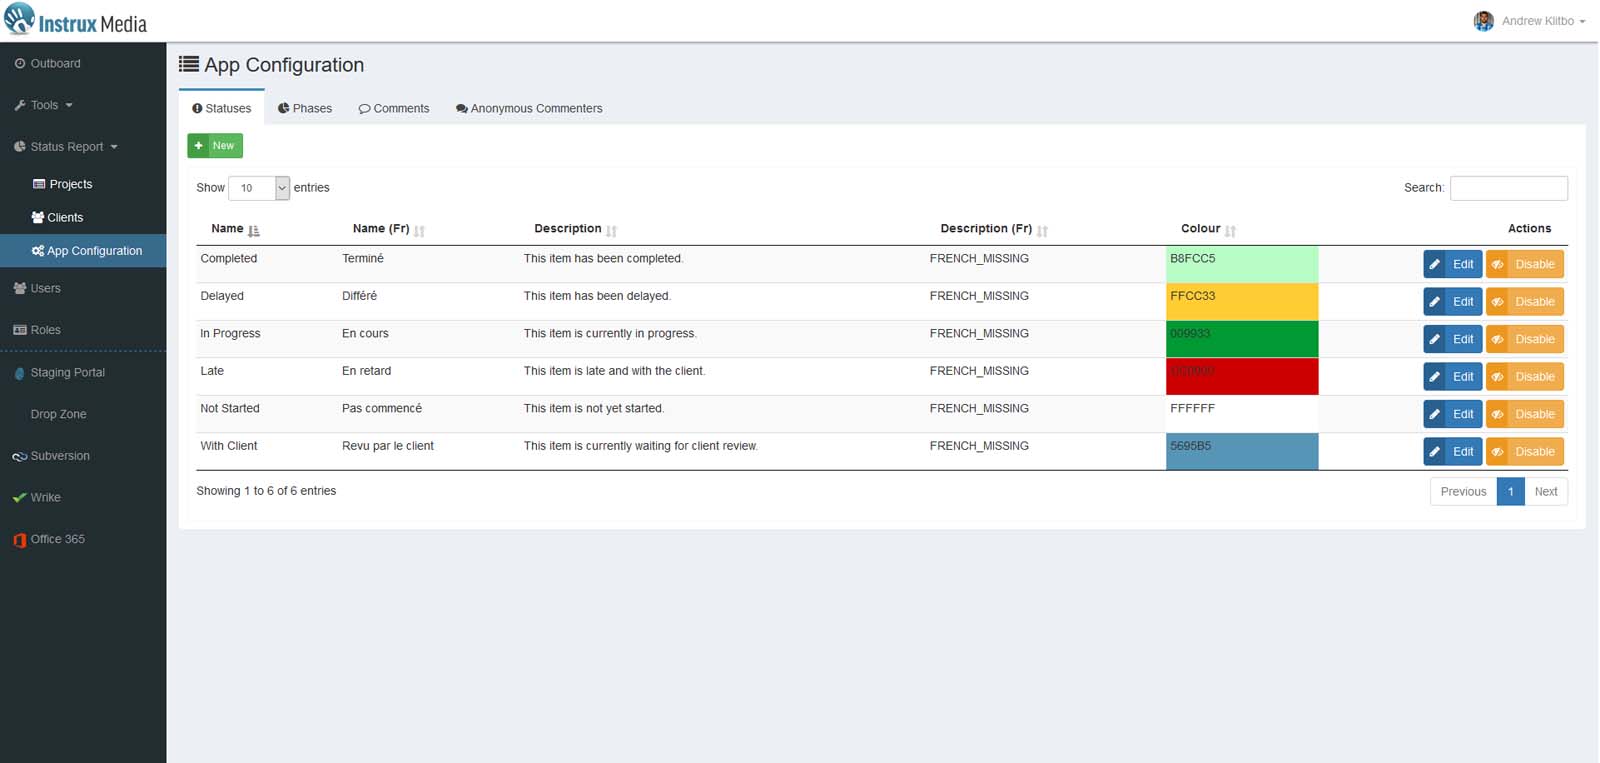 Instrux Media
Andrew Klitbo
Outboard
Tools
Status Report
Projects
Clients
App Configuration
Users
Roles
Staging Portal
Drop Zone
Subversion
Wrike
Office 365
App Configuration
Statuses Phases Comments Anonymous Commenters
New
Show 10 entries Search:
Name Name (Fr) Description Description (Fr) Colour Actions
Completed Terminé This item has been completed. FRENCH_MISSING B8FCC5 Edit Disable
Delayed Différé This item has been delayed. FRENCH_MISSING FFCC33 Edit Disable
In Progress En cours This item is currently in progress. FRENCH_MISSING 009933 Edit Disable
Late En retard This item is late and with the client. FRENCH_MISSING Edit Disable
Not Started Pas commencé This item is not yet started. FRENCH_MISSING FFFFFF Edit Disable
With Client Revu par le client This item is currently waiting for client review. FRENCH_MISSING 5695B5 Edit Disable
Showing 1 to 6 of 6 entries Previous 1 Next